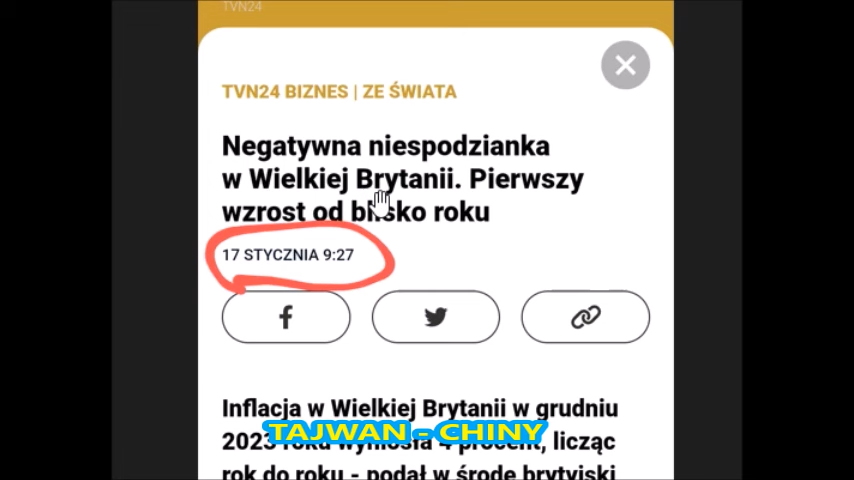 TVN24
TVN24 BIZNES | ZE ŚWIATA
Negatywna niespodzianka
w Wielkiej Brytanii. Pierwszy
wzrost od blisko roku
17 STYCZNIA 9:27
Inflacja w Wielkiej Brytanii w grudniu
2023 roku wyniosła 4 procent, licząc
TAJWAN - CHINY
rok do roku - podał w środę brytyjski